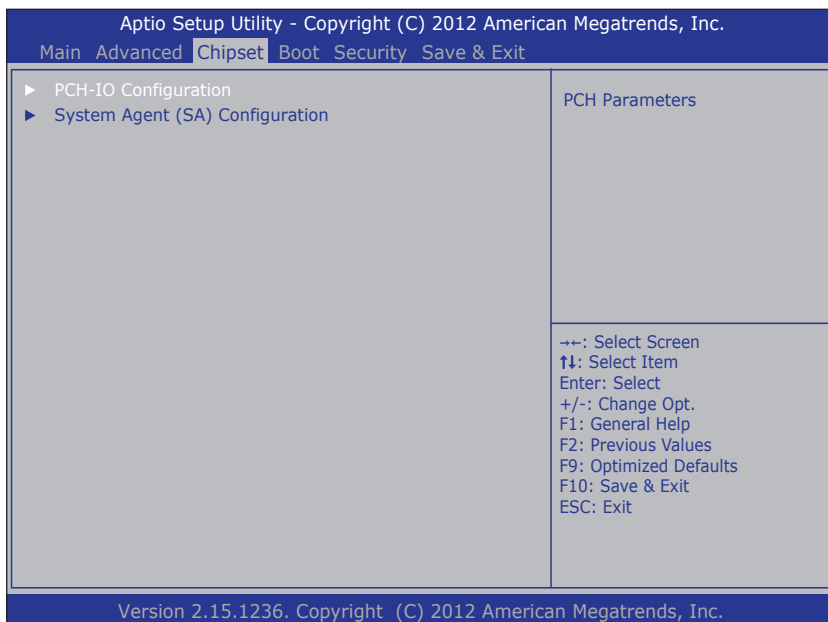 Aptio Setup Utility - Copyright (C) 2012 American Megatrends, Inc.
Main Advanced Chipset Boot Security Save & Exit
► PCH-IO Configuration
► System Agent (SA) Configuration
PCH Parameters
→←: Select Screen
↑↓: Select Item
Enter: Select
+/-: Change Opt.
F1: General Help
F2: Previous Values
F9: Optimized Defaults
F10: Save & Exit
ESC: Exit
Version 2.15.1236. Copyright (C) 2012 American Megatrends, Inc.